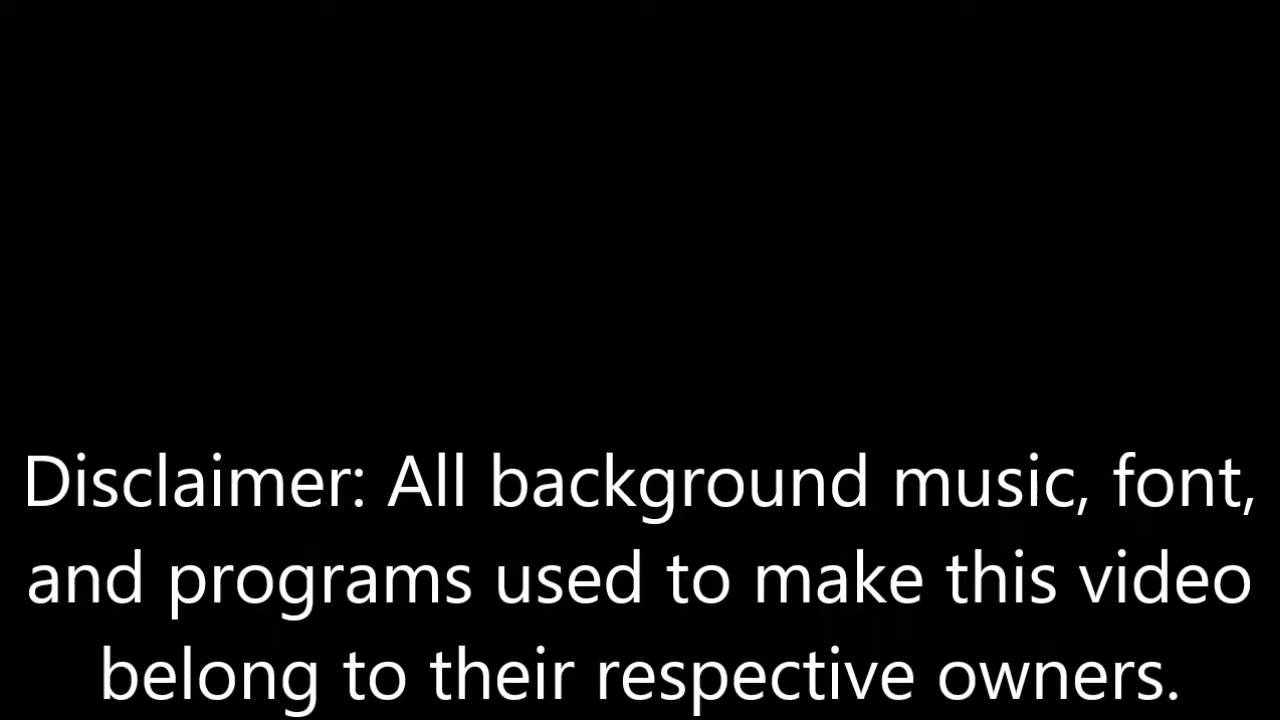 Disclaimer: All background music, font,
and programs used to make this video
belong to their respective owners.